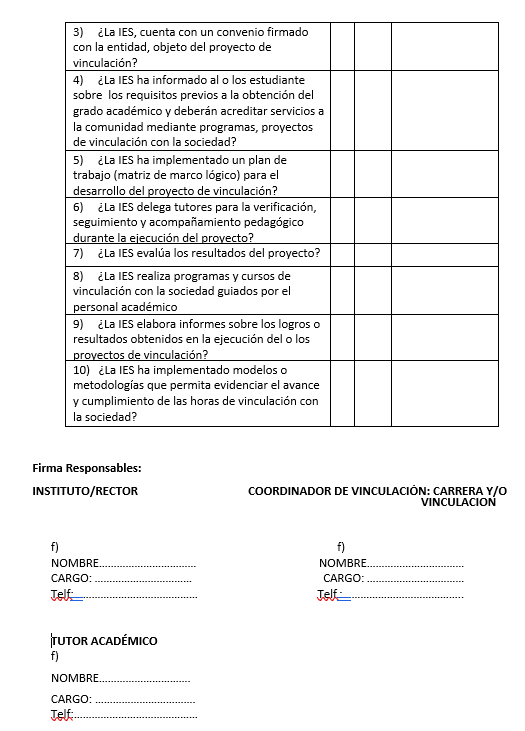 3) ¿La IES, cuenta con un convenio firmado
con la entidad, objeto del proyecto de
vinculación?
4) ¿La IES ha informado al o los estudiante
sobre los requisitos previos a la obtención del
grado académico y deberán acreditar servicios a
la comunidad mediante programas, proyectos
de vinculación con la sociedad?
5) ¿La IES ha implementado un plan de
trabajo (matriz de marco lógico) para el
desarrollo del proyecto de vinculación?
6) ¿La IES delega tutores para la verificación,
seguimiento y acompañamiento pedagógico
durante la ejecución del proyecto?
7) ¿La IES evalúa los resultados del proyecto?
8) ¿La IES realiza programas y cursos de
vinculación con la sociedad guiados por el
personal académico
9) ¿La IES elabora informes sobre los logros o
resultados obtenidos en la ejecución del o los
proyectos de vinculación?
10) ¿La IES ha implementado modelos o
metodologías que permita evidenciar el avance
y cumplimiento de las horas de vinculación con
la sociedad?
Firma Responsables:
INSTITUTO/RECTOR COORDINADOR DE VINCULACIÓN: CARRERA Y/O
VINCULACION
f) f)
NOMBRE................................ NOMBRE................................
CARGO: ................................ CARGO: ................................
Telf:........................................ Telf.:........................................
TUTOR ACADÉMICO
f)
NOMBRE..............................
CARGO: .................................
Telf:.........................................